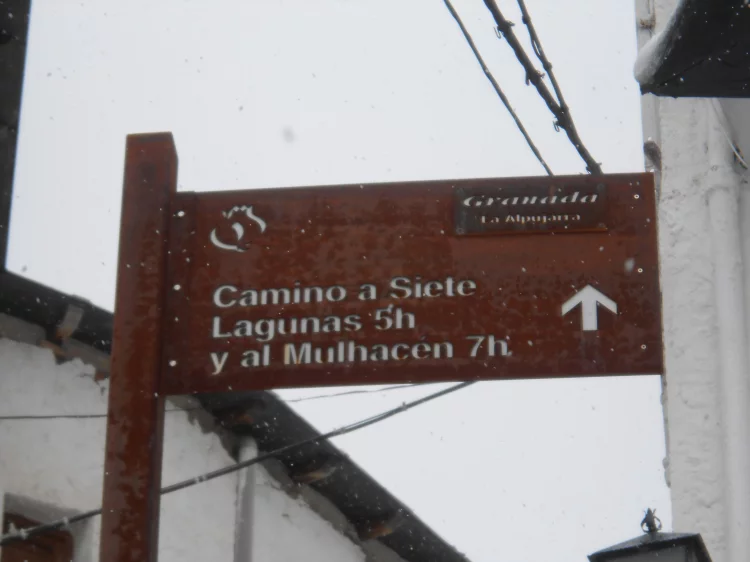 Granada
La Alpujarra
Camino a Siete
Lagunas 5h
y al Mulhacén 7h